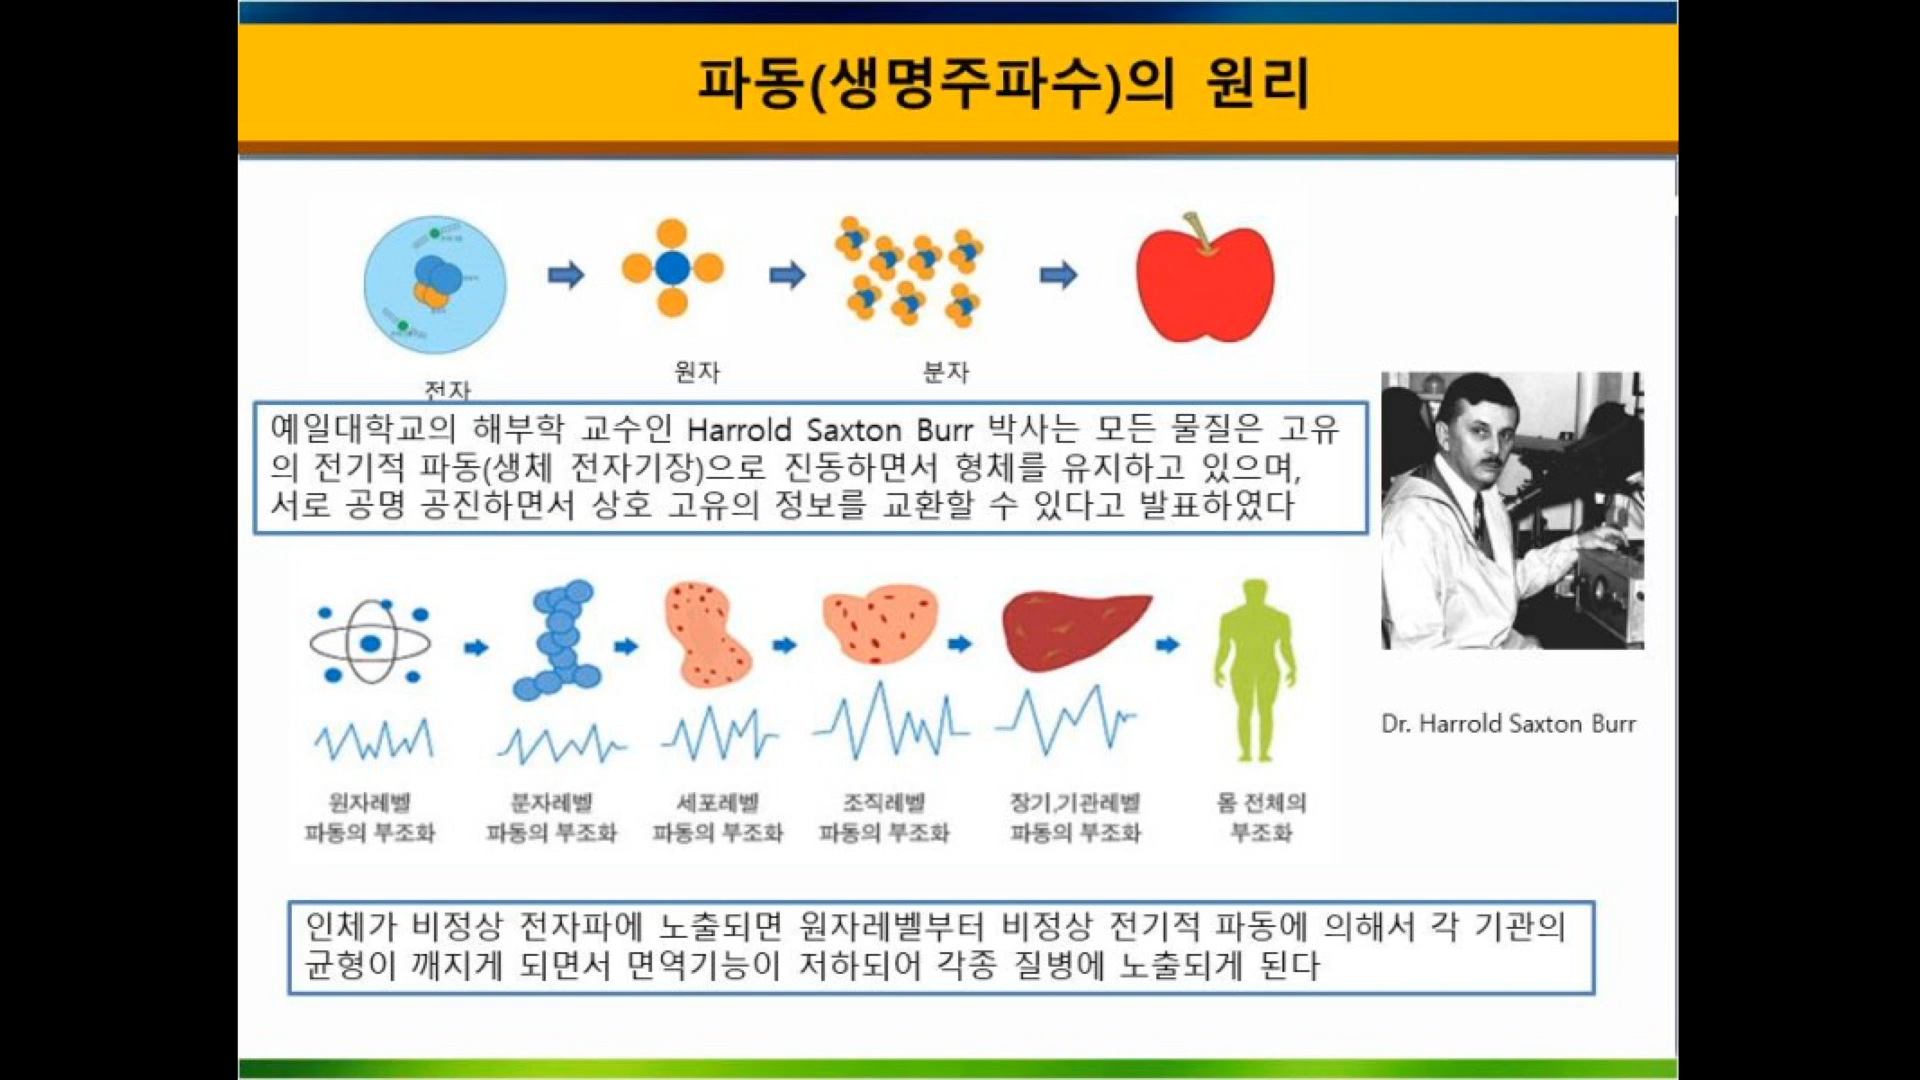 파동(생명주파수)의 원리
전자
원자
분자
예일대학교의 해부학 교수인 Harrold Saxton Burr 박사는 모든 물질은 고유
의 전기적 파동(생체 전자기장)으로 진동하면서 형체를 유지하고 있으며,
서로 공명 공진하면서 상호 고유의 정보를 교환할 수 있다고 발표하였다
Dr. Harrold Saxton Burr
원자레벨
파동의 부조화
분자레벨
파동의 부조화
세포레벨
파동의 부조화
조직레벨
파동의 부조화
장기,기관레벨
파동의 부조화
몸 전체의
부조화
인체가 비정상 전자파에 노출되면 원자레벨부터 비정상 전기적 파동에 의해서 각 기관의
균형이 깨지게 되면서 면역기능이 저하되어 각종 질병에 노출되게 된다